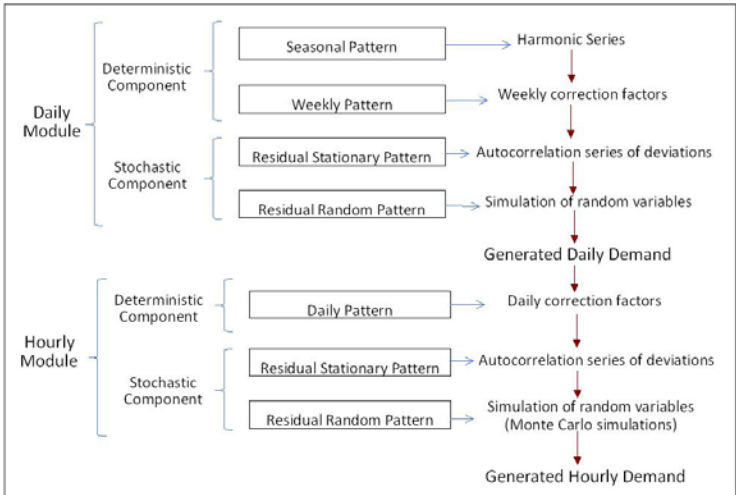 Daily
Module
Deterministic
Component
Seasonal Pattern
Harmonic Series
Weekly Pattern
Weekly correction factors
Stochastic
Component
Residual Stationary Pattern
Autocorrelation series of deviations
Residual Random Pattern
Simulation of random variables
Generated Daily Demand
Hourly
Module
Deterministic
Component
Daily Pattern
Daily correction factors
Stochastic
Component
Residual Stationary Pattern
Autocorrelation series of deviations
Residual Random Pattern
Simulation of random variables
(Monte Carlo simulations)
Generated Hourly Demand